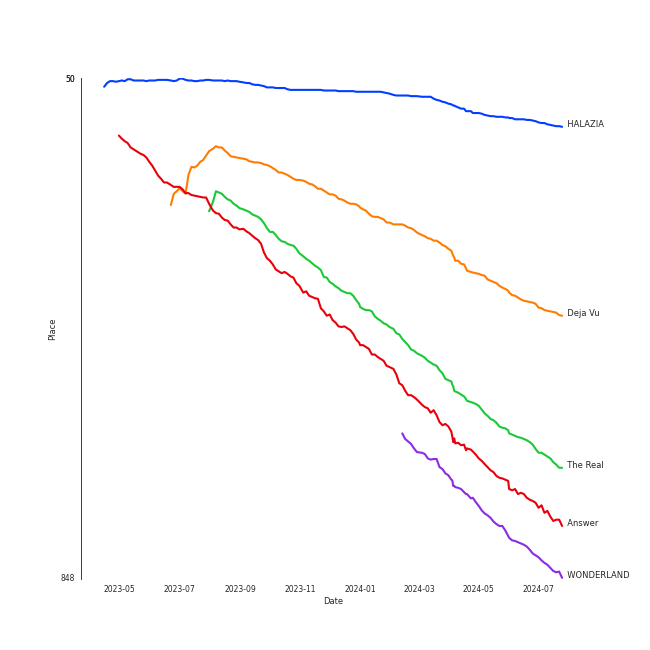 50
HALAZIA
Deja Vu
Place
The Real
Answer
WONDERLAND
848
2023-05 2023-07 2023-09 2023-11 2024-01 2024-03 2024-05 2024-07
Date